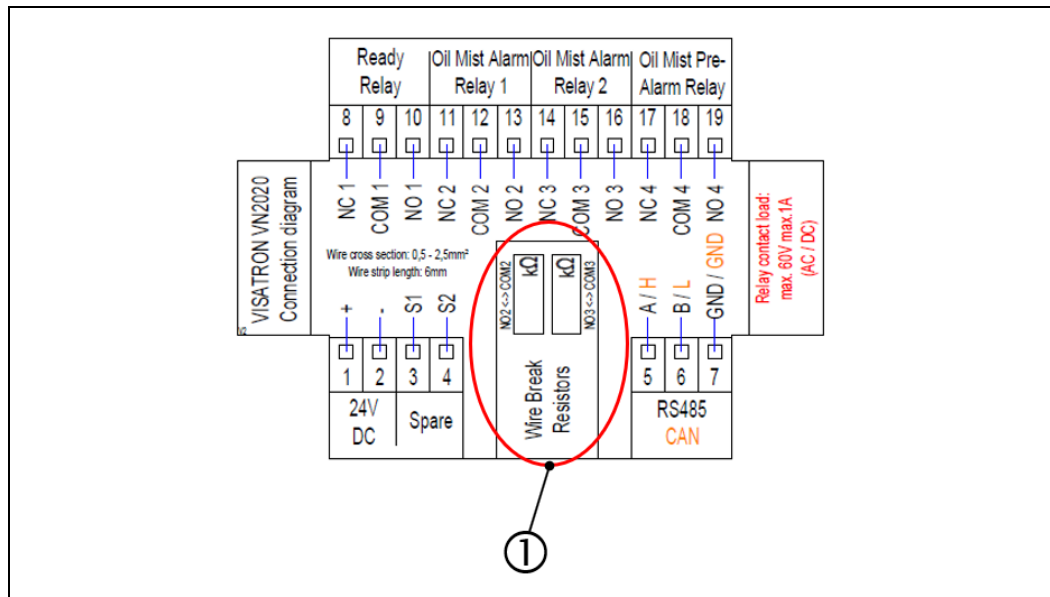 Ready
Relay
Oil Mist Alarm
Relay 1
Oil Mist Alarm
Relay 2
Oil Mist Pre-
Alarm Relay
8 9 10 11 12 13 14 15 16 17 18 19
NC 1
COM 1
NO 1
NC 2
COM 2
NO 2
NC 3
COM 3
NO 3
NC 4
COM 4
NO 4
VISATRON VN2020
Connection diagram
Wire cross section: 0,5 - 2,5mm²
Wire strip length: 6mm
+
-
S1
S2
NO2 <-> COM2
kΩ
kΩ
NO3 <-> COM3
Wire Break
Resistors
A / H
B / L
GND / GND
Relay contact load:
max. 60V max.1A
(AC / DC)
1 2 3 4 5 6 7
24V
DC
Spare
RS485
CAN
①